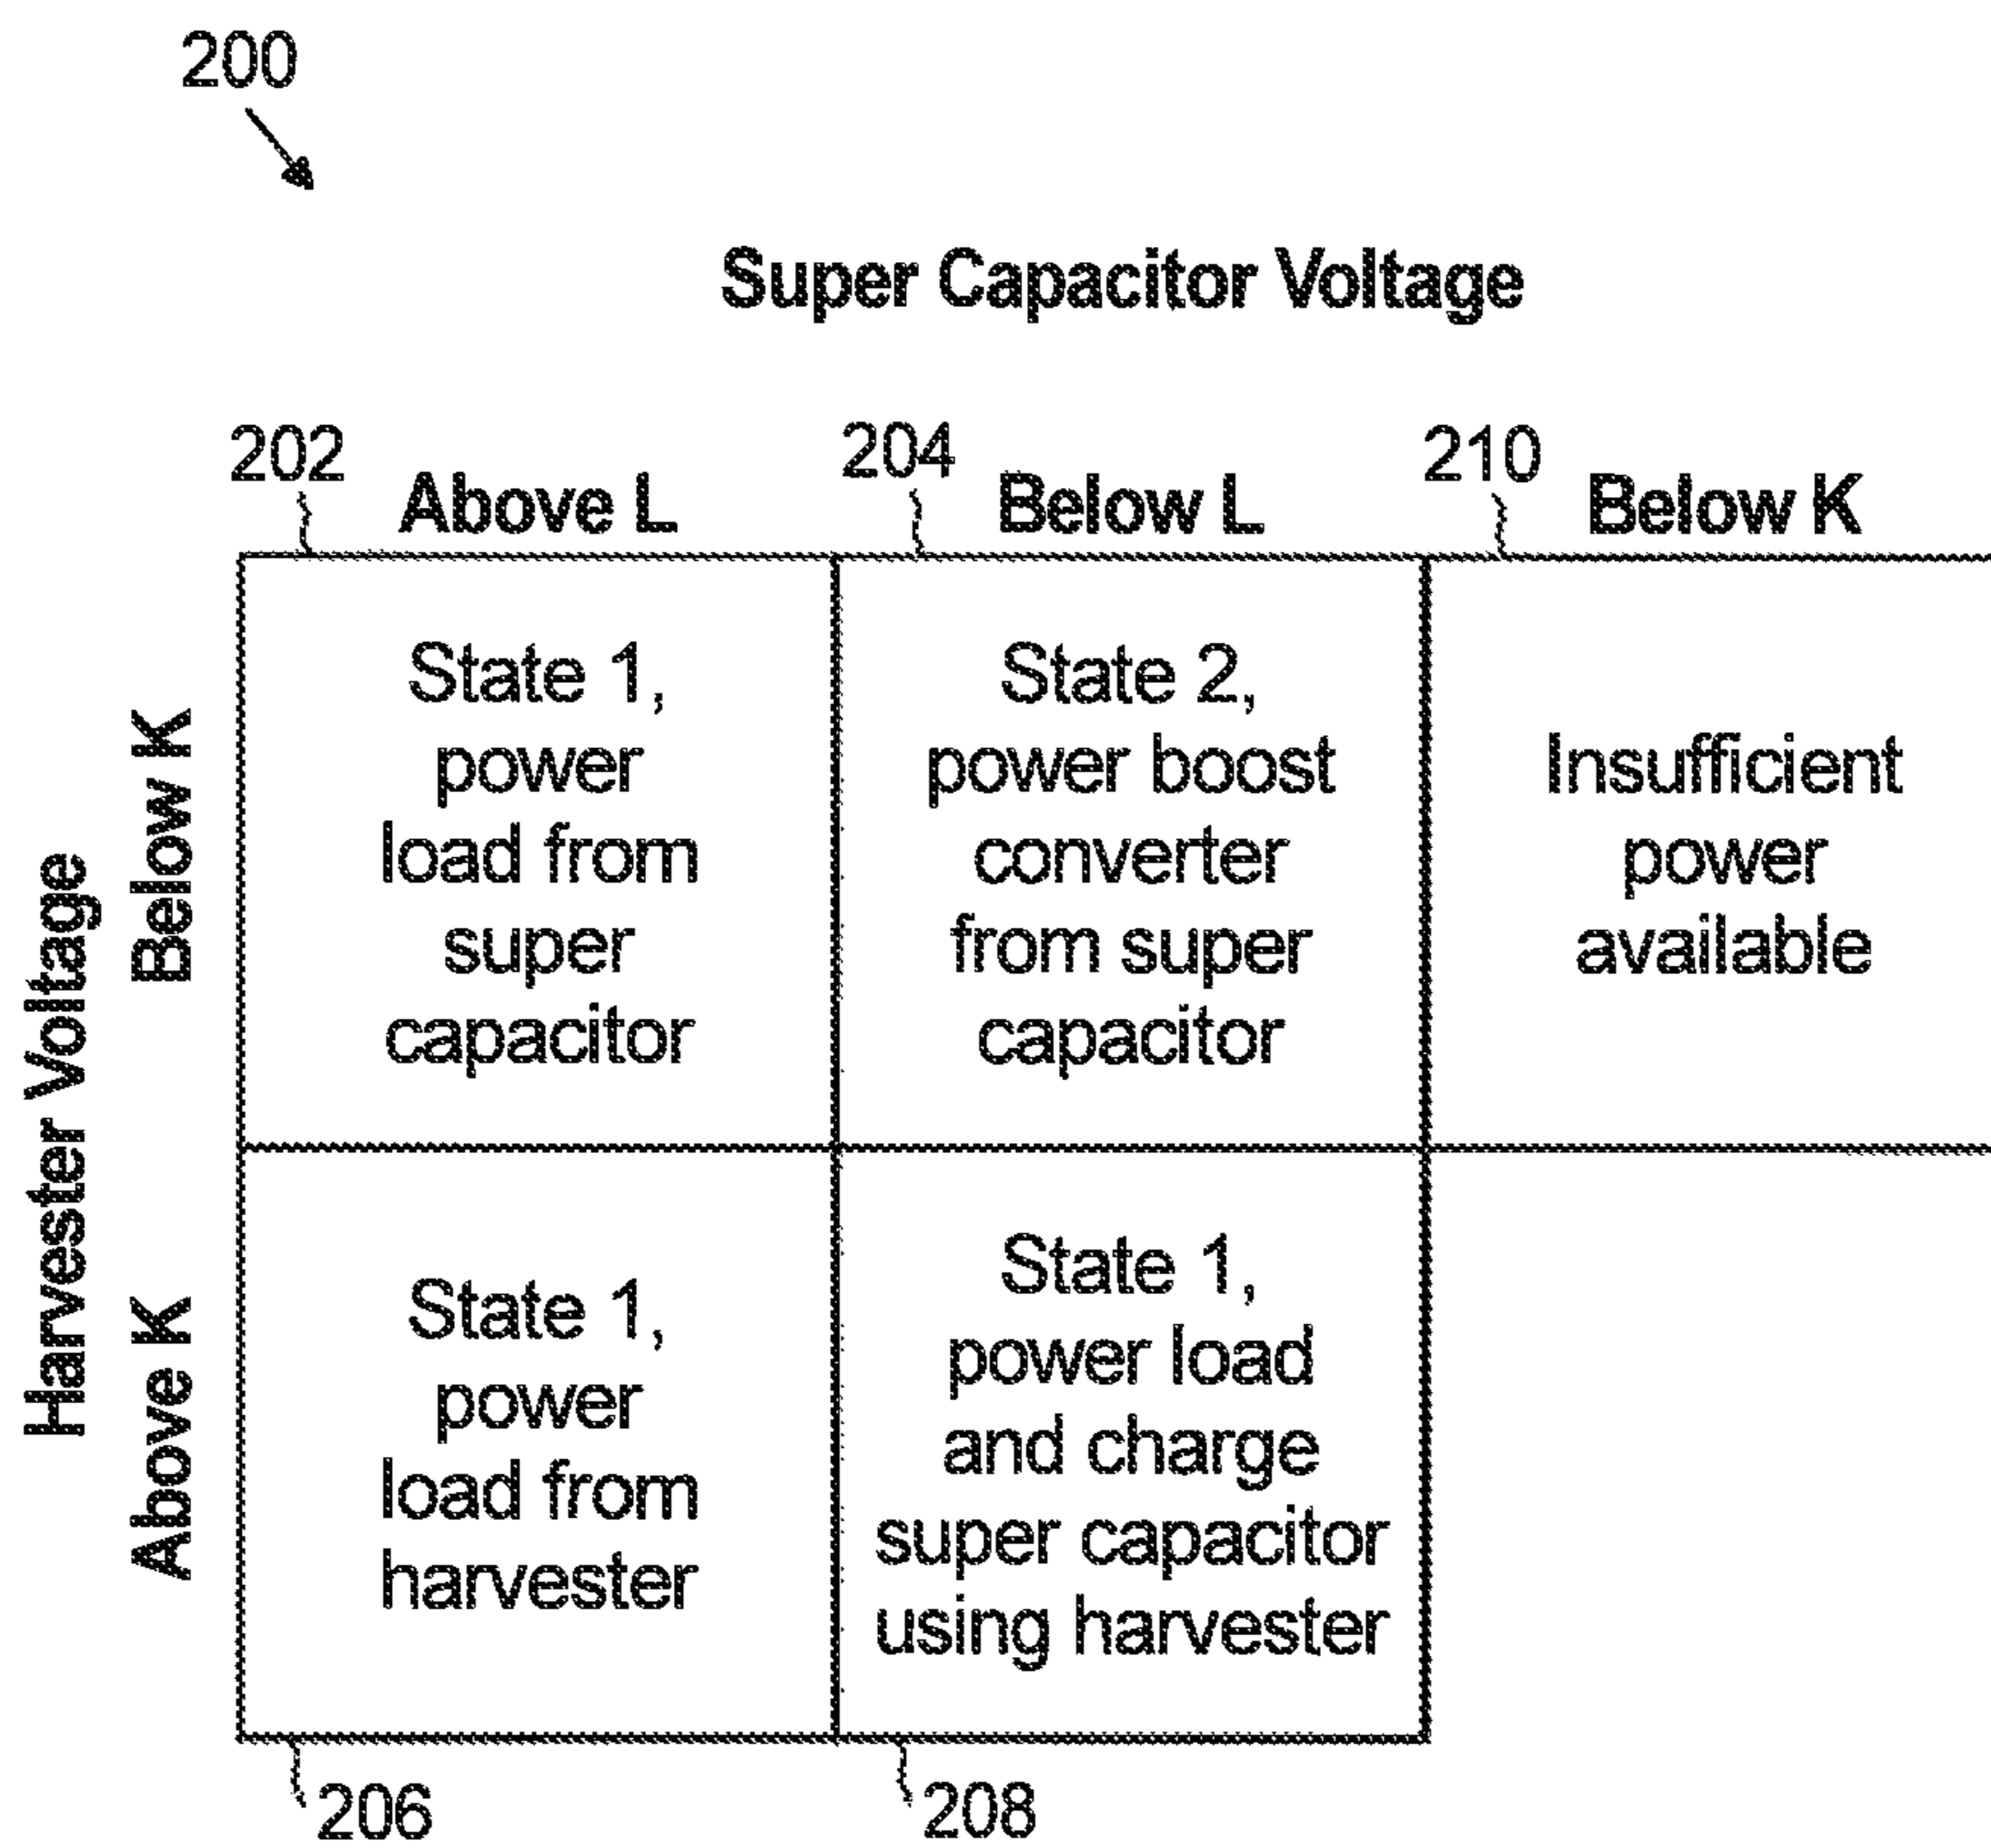 200
Super Capacitor Voltage
202
204
210
Above L
Below L
Below K
Harvester Voltage
Below K
State 1,
power
load from
super
capacitor
State 2,
power boost
converter
from super
capacitor
Insufficient
power
available
Above K
State 1,
power
load from
harvester
State 1,
power load
and charge
super capacitor
using harvester
206
208